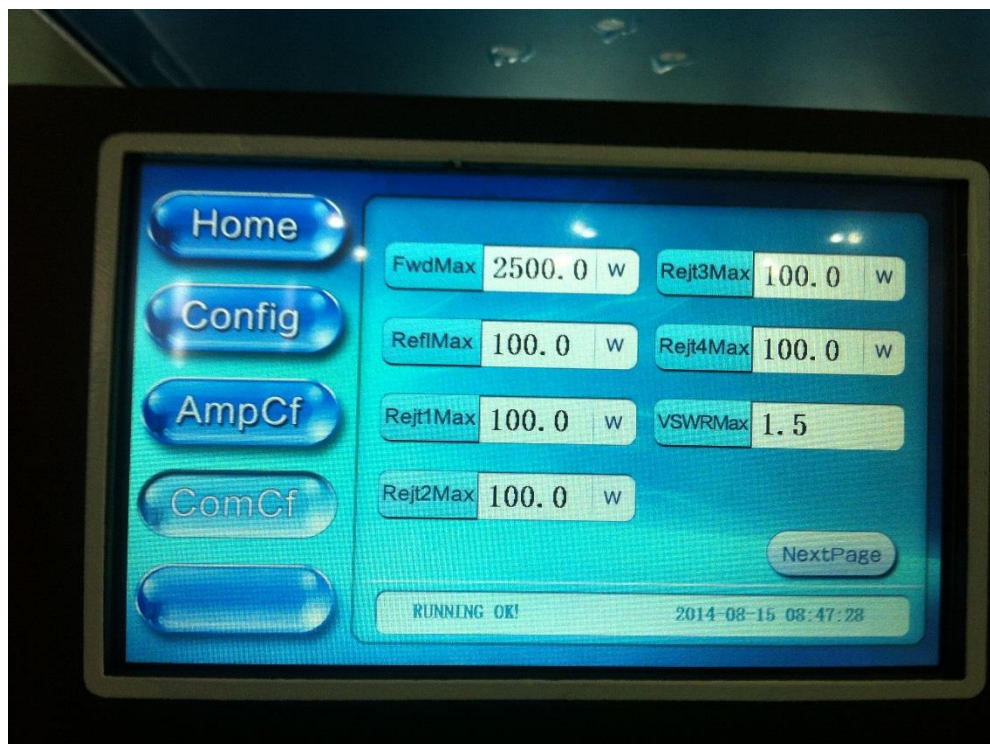 Home
Config
AmpCf
ComCf
FwdMax 2500.0 W
Rejt3Max 100.0 W
ReflMax 100.0 W
Rejt4Max 100.0 W
Rejt1Max 100.0 W
VSWRMax 1.5
Rejt2Max 100.0 W
NextPage
RUNNING OK! 2014-08-15 08:47:28